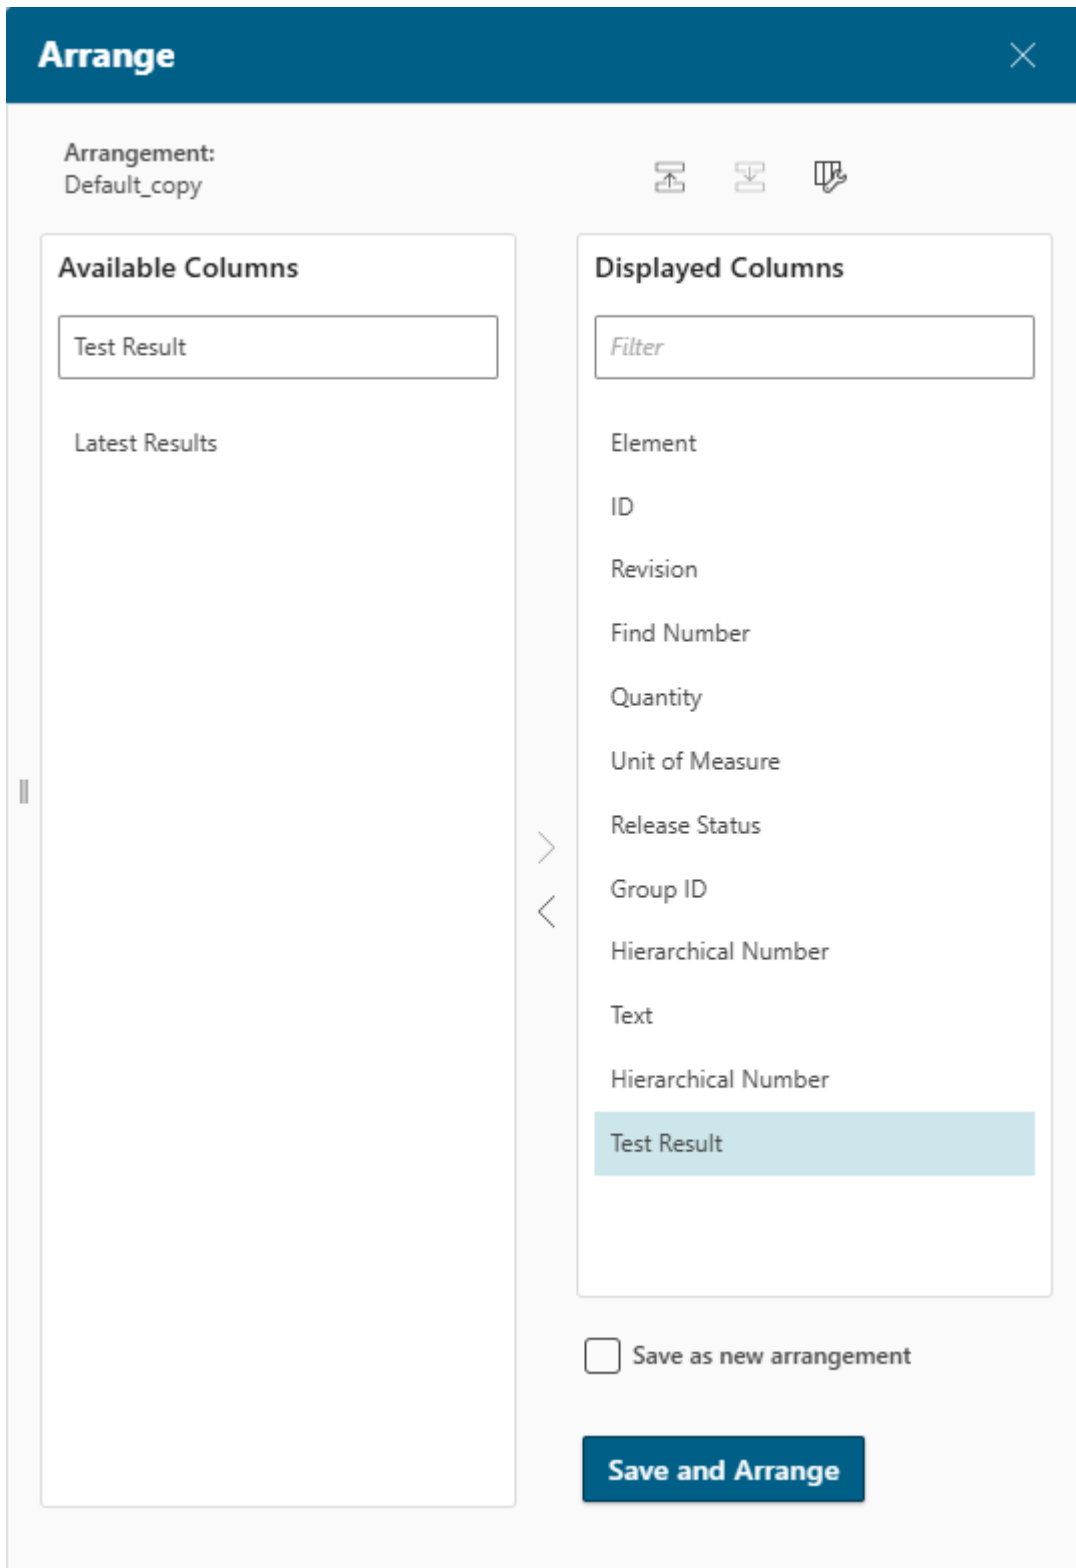 Arrange
Arrangement:
Default_copy
Available Columns
Test Result
Latest Results
Displayed Columns
Filter
Element
ID
Revision
Find Number
Quantity
Unit of Measure
Release Status
Group ID
Hierarchical Number
Text
Hierarchical Number
Test Result
Save as new arrangement
Save and Arrange